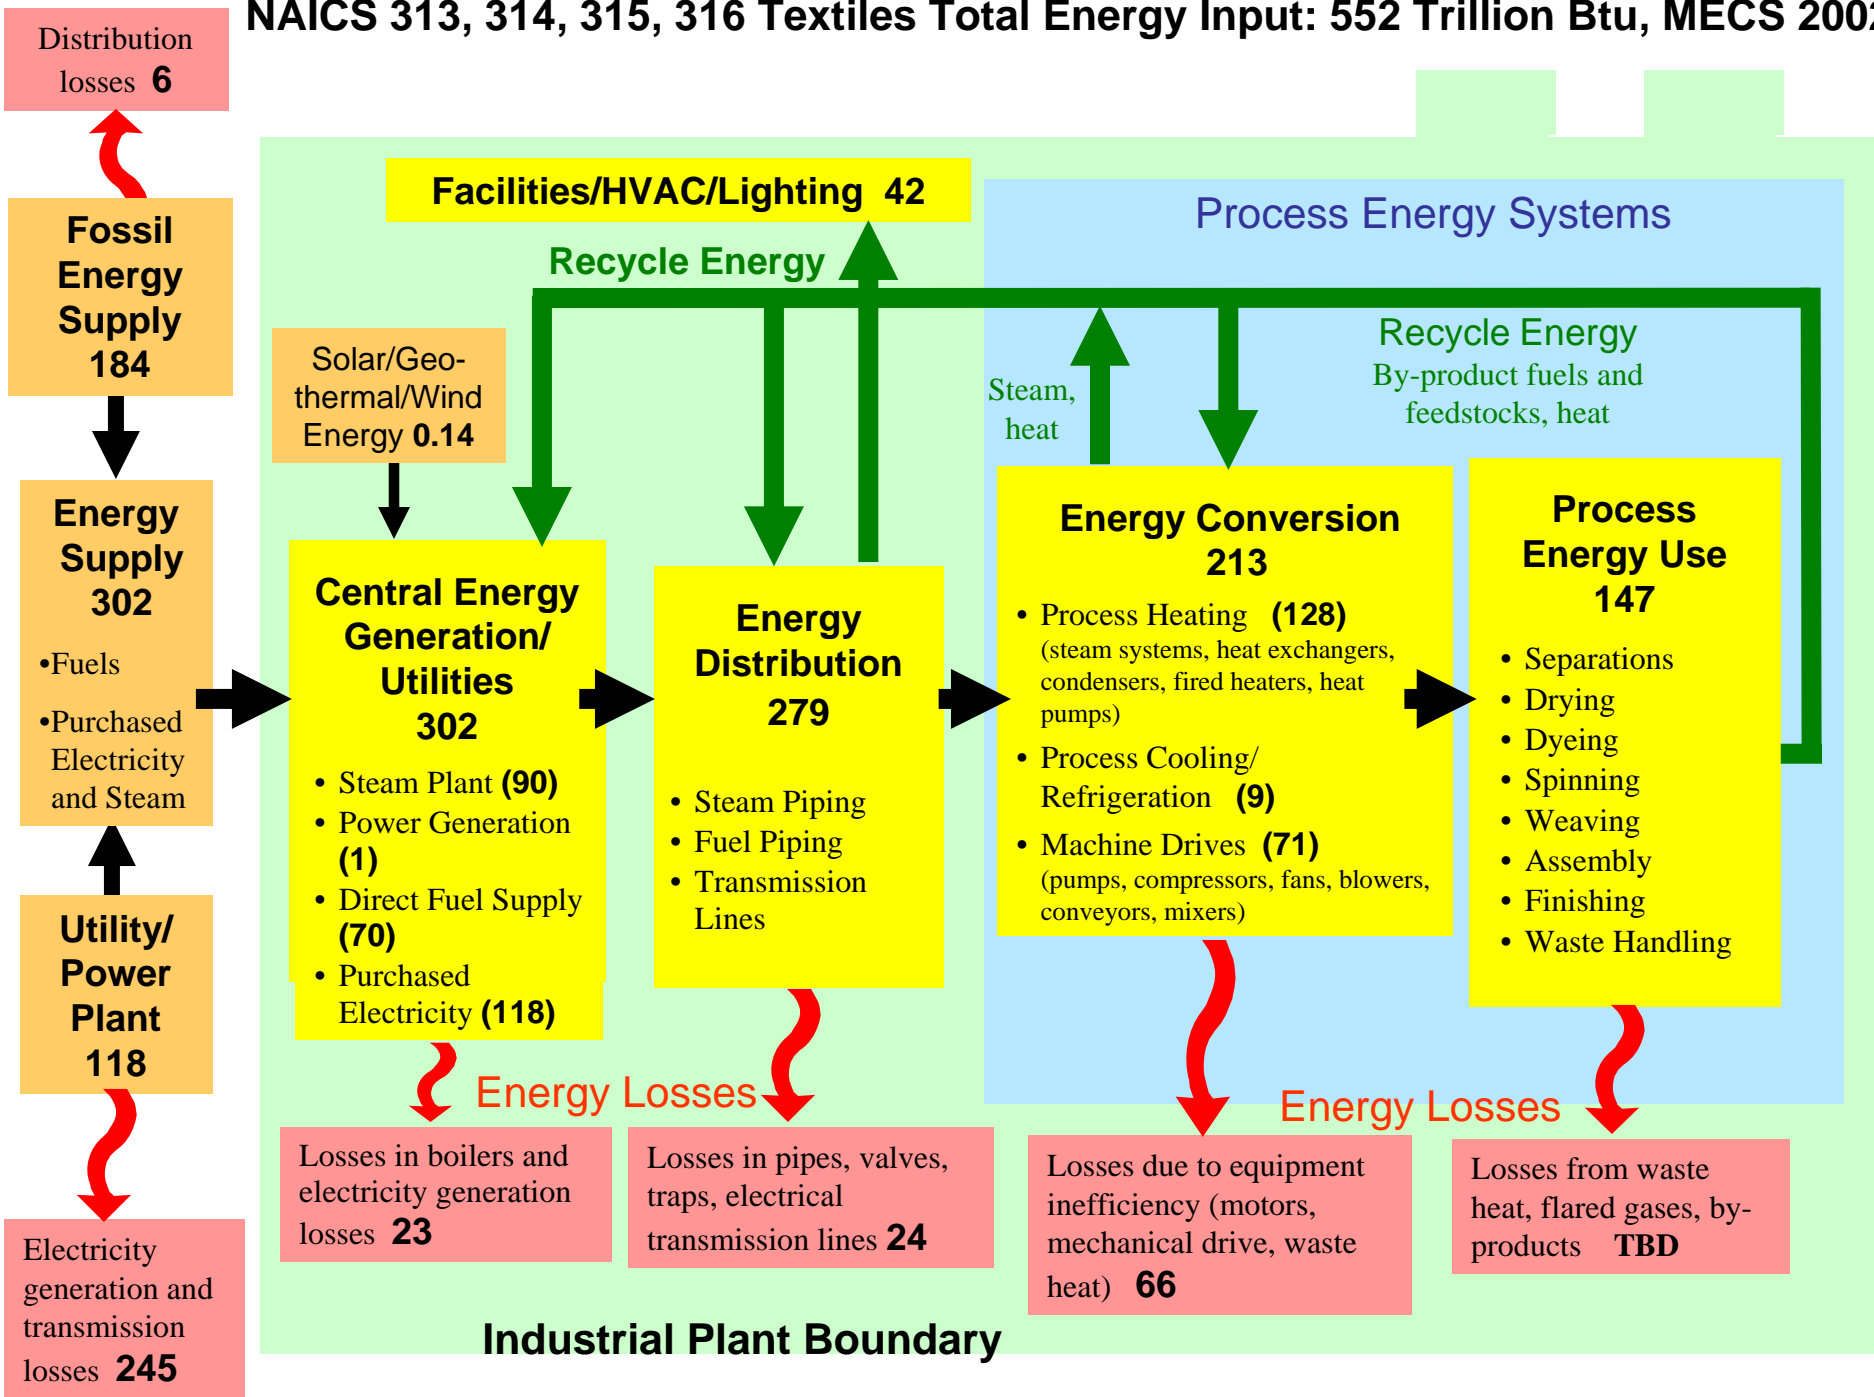 NAICS 313, 314, 315, 316 Textiles Total Energy Input: 552 Trillion Btu, MECS 2002
Distribution
losses 6
Fossil
Energy
Supply
184
Energy
Supply
302
•Fuels
•Purchased
Electricity
and Steam
Utility/
Power
Plant
118
Electricity
generation and
transmission
losses 245
Facilities/HVAC/Lighting 42
Recycle Energy
Solar/Geo-
thermal/Wind
Energy 0.14
Central Energy
Generation/
Utilities
302
• Steam Plant (90)
• Power Generation
(1)
• Direct Fuel Supply
(70)
• Purchased
Electricity (118)
Energy
Distribution
279
• Steam Piping
• Fuel Piping
• Transmission
Lines
Process Energy Systems
Steam,
heat
Recycle Energy
By-product fuels and
feedstocks, heat
Energy Conversion
213
• Process Heating (128)
(steam systems, heat exchangers,
condensers, fired heaters, heat
pumps)
• Process Cooling/
Refrigeration (9)
• Machine Drives (71)
(pumps, compressors, fans, blowers,
conveyors, mixers)
Process
Energy Use
147
• Separations
• Drying
• Dyeing
• Spinning
• Weaving
• Assembly
• Finishing
• Waste Handling
Energy Losses
Energy Losses
Losses in boilers and
electricity generation
losses 23
Losses in pipes, valves,
traps, electrical
transmission lines 24
Losses due to equipment
inefficiency (motors,
mechanical drive, waste
heat) 66
Losses from waste
heat, flared gases, by-
products TBD
Industrial Plant Boundary